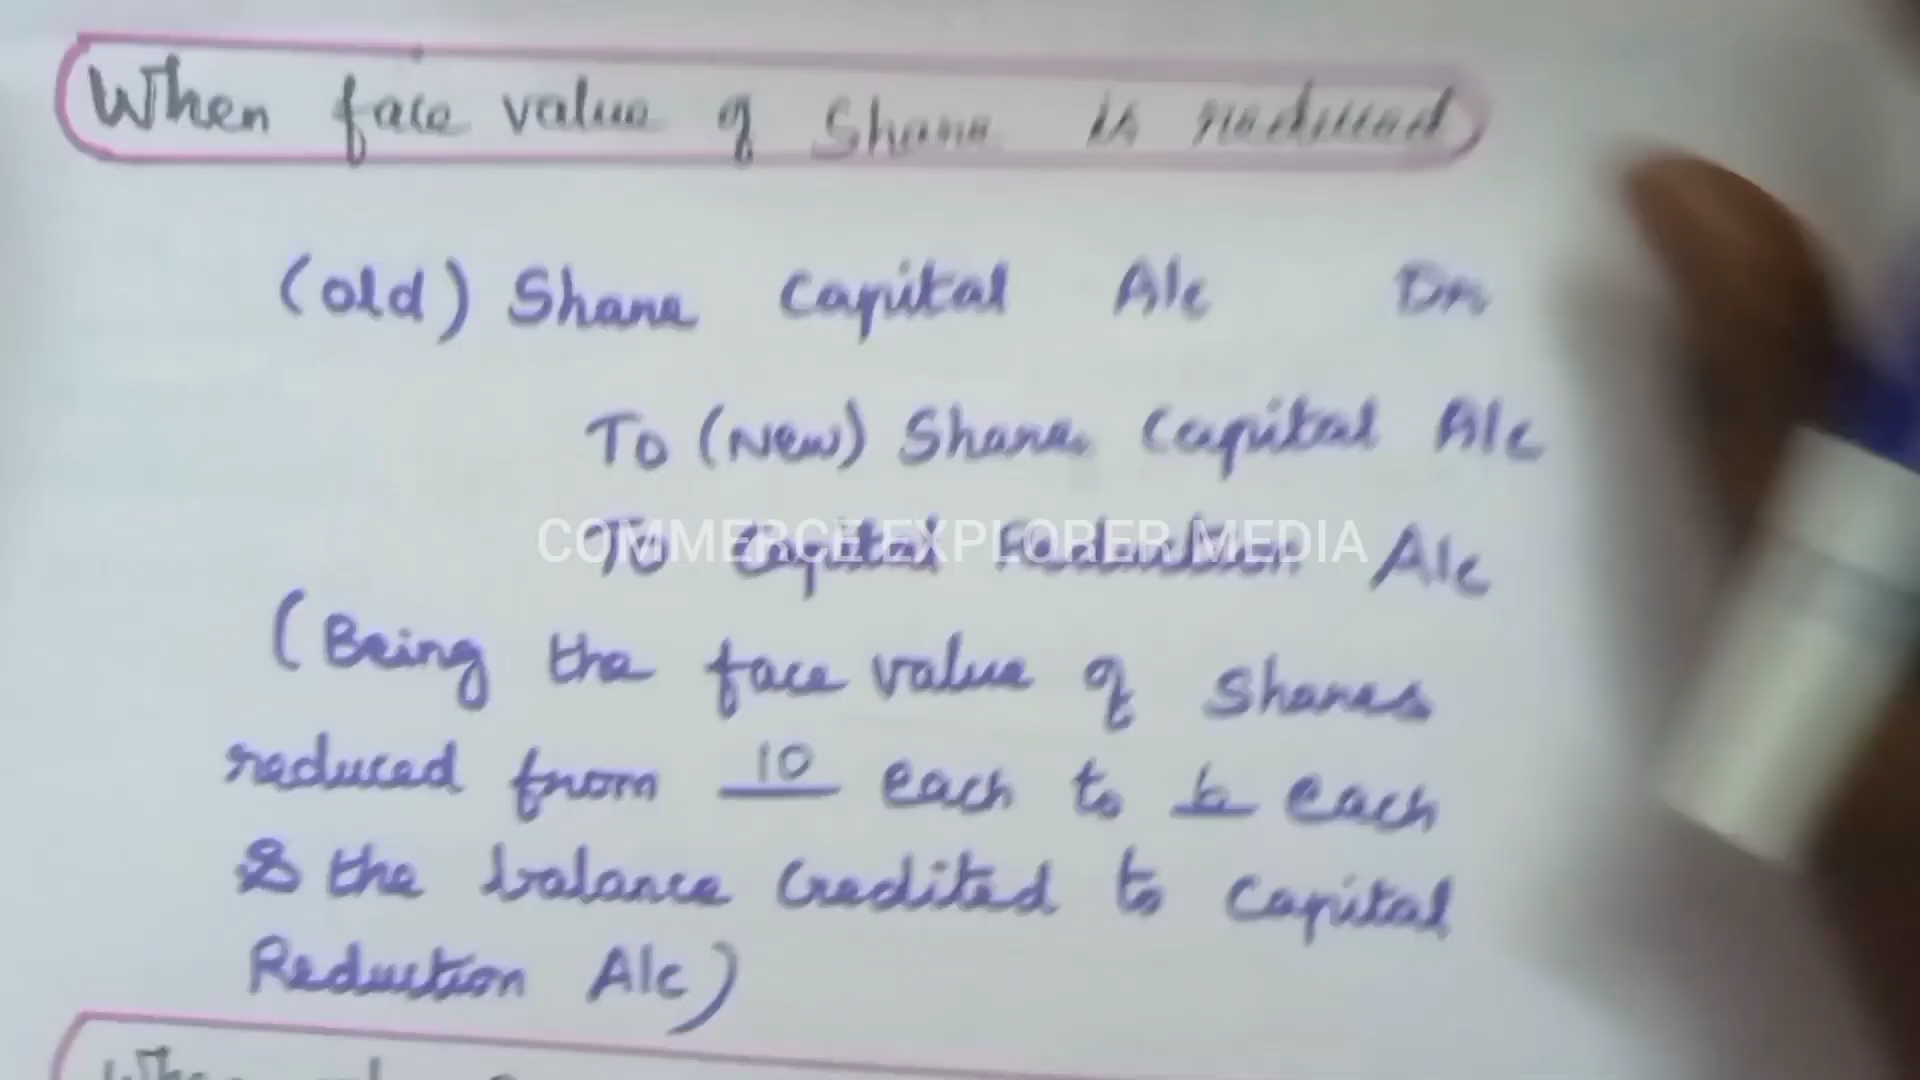 When face value of Share is reduced
(old) Share Capital A/c Dr
To (New) Share Capital A/c
To Capital Reduction A/c
COMMERCE EXPLORER MEDIA
(Being the face value of Shares
reduced from 10 each to each
& the balance Credited to Capital
Reduction A/c)
When